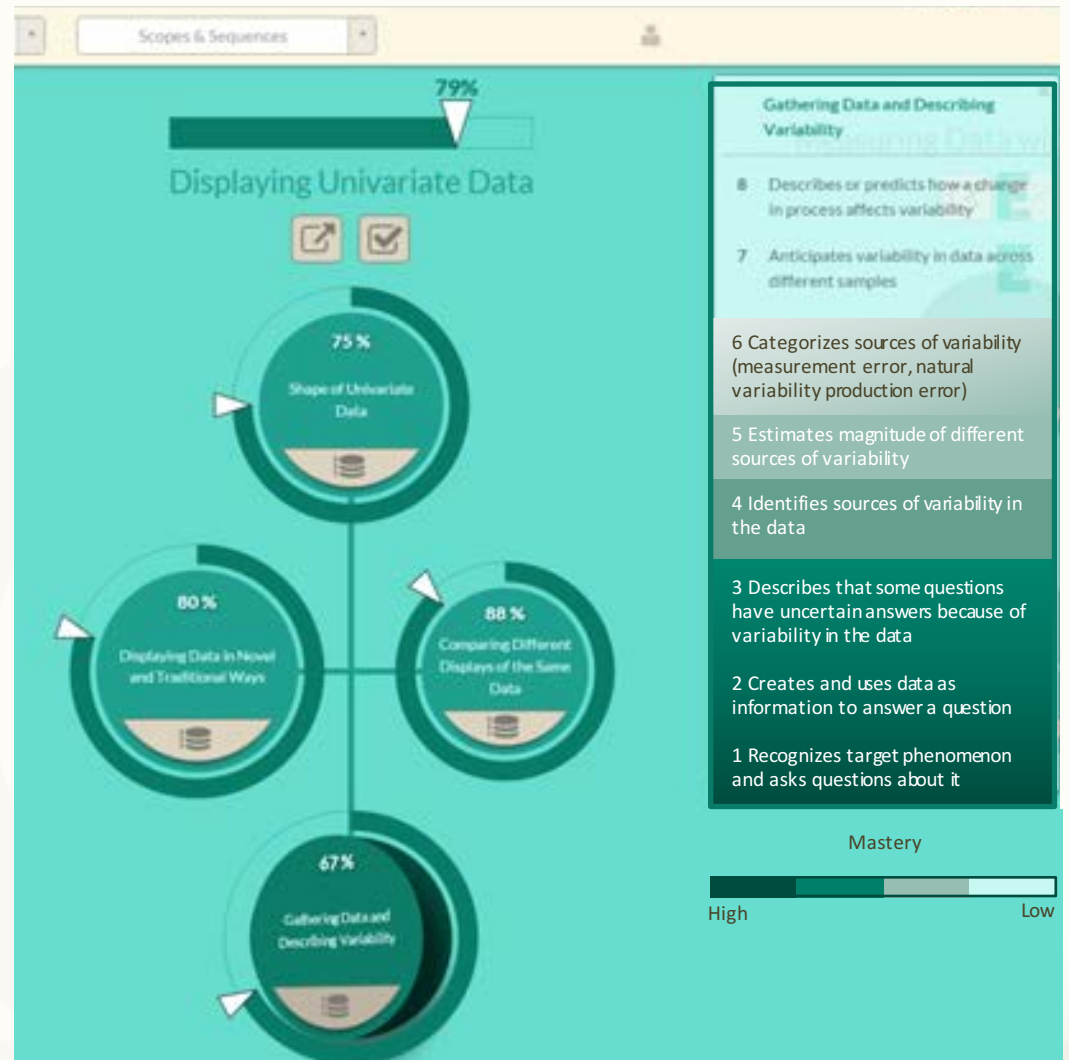 Scopes & Sequences
79%
Displaying Univariate Data
75 %
Shape of Univariate
Data
80 %
Displaying Data in Novel
and Traditional Ways
88 %
Comparing Different
Displays of the Same
Data
67 %
Gathering Data and
Describing Variability
Gathering Data and Describing
Variability
Measuring Data wi
8 Describes or predicts how a change
in process affects variability
E
7 Anticipates variability in data across
different samples
E
6 Categorizes sources of variability
(measurement error, natural
variability production error)
5 Estimates magnitude of different
sources of variability
4 Identifies sources of variability in
the data
3 Describes that some questions
have uncertain answers because of
variability in the data
2 Creates and uses data as
information to answer a question
1 Recognizes target phenomenon
and asks questions about it
Mastery
High
Low